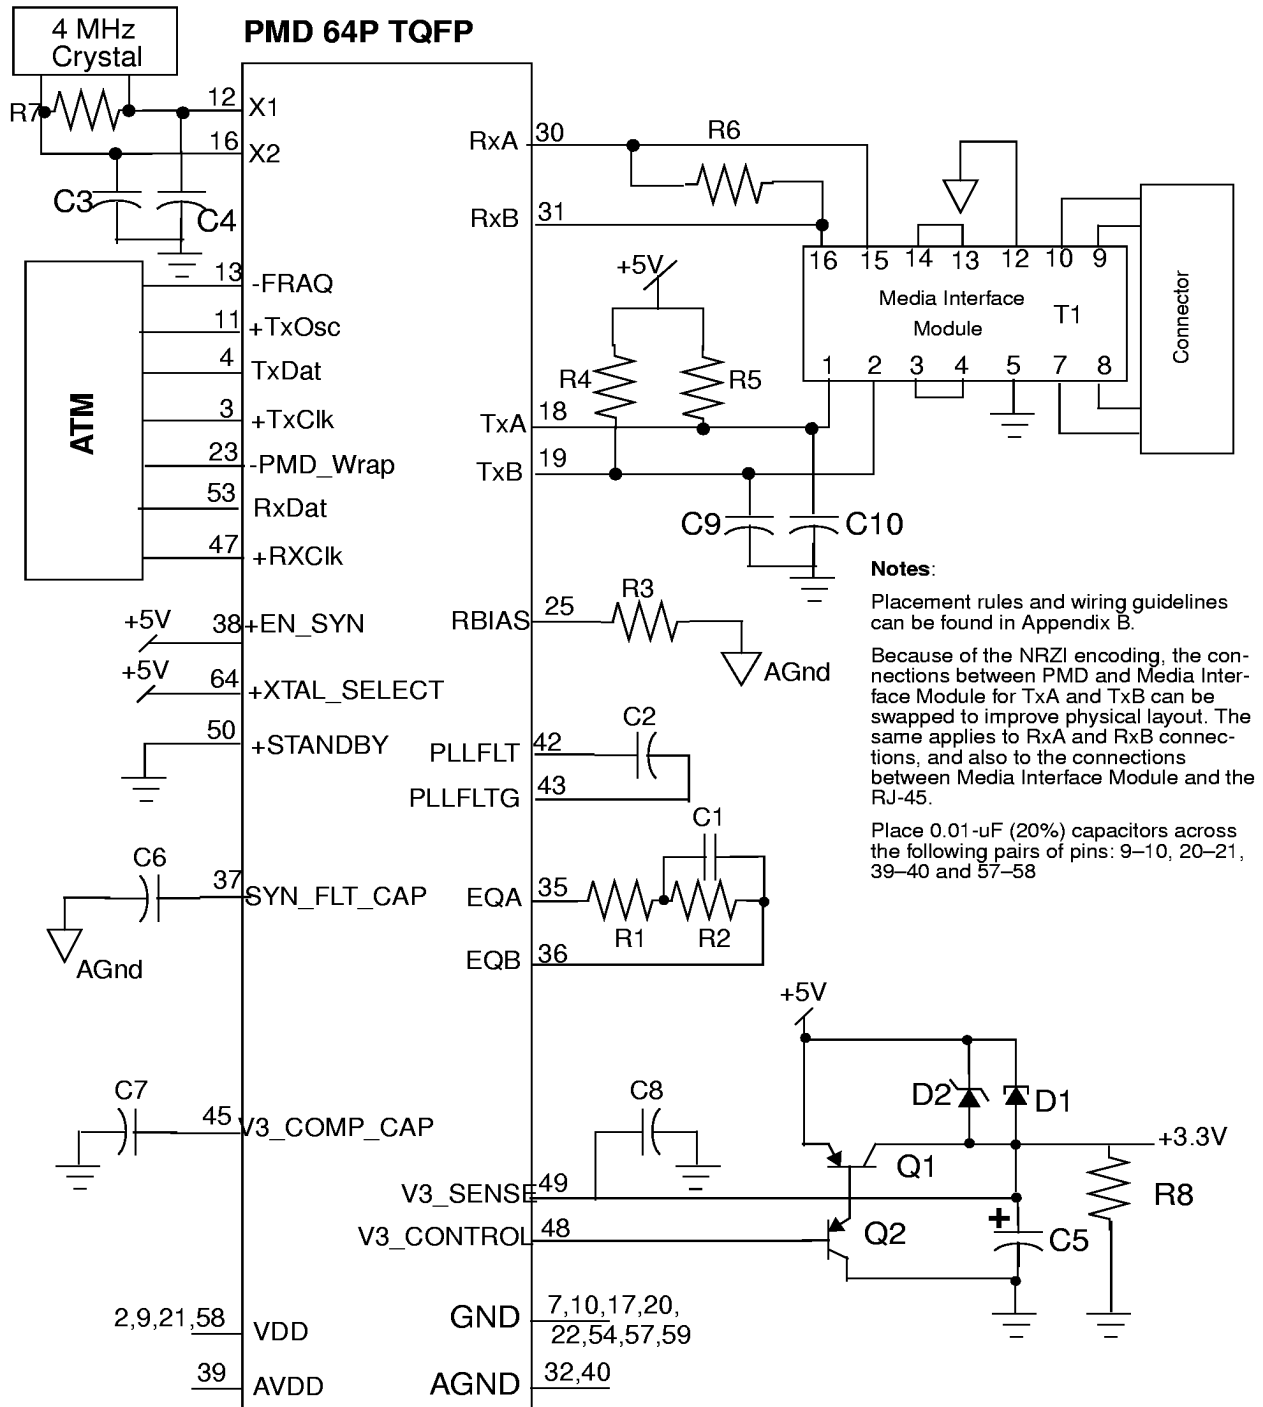 4 MHz
Crystal
PMD 64P TQFP
R7
12
X1
16
X2
C3
C4
RxA
30
R6
RxB
31
16
15
14
13
12
10
9
Media Interface
Module
T1
1
2
3
4
5
7
8
Connector
ATM
13
-FRAQ
11
+TxOsc
4
TxDat
3
+TxClk
23
-PMD_Wrap
53
RxDat
47
+RXClk
+5V
R4
R5
TxA
18
TxB
19
C9
C10
+5V
38
+EN_SYN
+5V
64
+XTAL_SELECT
50
+STANDBY
RBIAS
25
R3
AGnd
PLLFLT
42
C2
PLLFLTG
43
C1
C6
37
SYN_FLT_CAP
AGnd
EQA
35
R1
R2
EQB
36
Notes:
Placement rules and wiring guidelines
can be found in Appendix B.
Because of the NRZI encoding, the con-
nections between PMD and Media Inter-
face Module for TxA and TxB can be
swapped to improve physical layout. The
same applies to RxA and RxB connec-
tions, and also to the connections
between Media Interface Module and the
RJ-45.
Place 0.01-uF (20%) capacitors across
the following pairs of pins: 9–10, 20–21,
39–40 and 57–58
C7
45
V3_COMP_CAP
C8
V3_SENSE
49
V3_CONTROL
48
+5V
D2
D1
+3.3V
Q1
Q2
R8
+
C5
2,9,21,58
VDD
39
AVDD
GND
7,10,17,20,
22,54,57,59
AGND
32,40